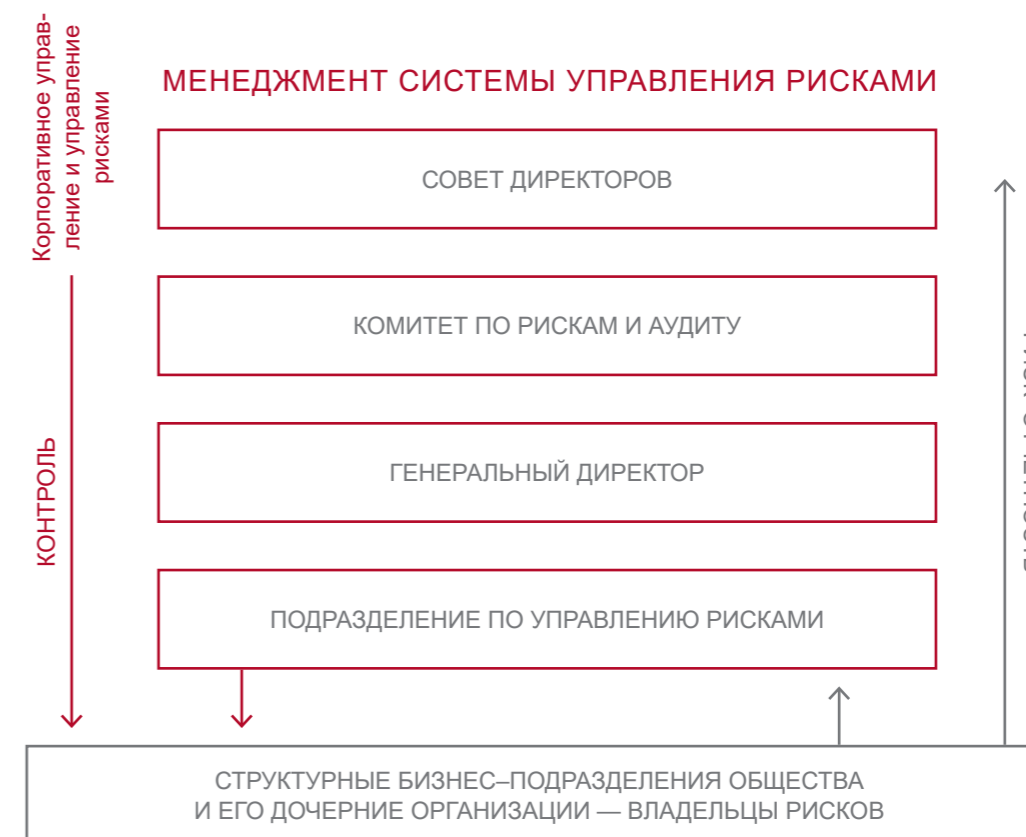 Корпоративное управ-
ление и управление
рисками
МЕНЕДЖМЕНТ СИСТЕМЫ УПРАВЛЕНИЯ РИСКАМИ
СОВЕТ ДИРЕКТОРОВ
КОМИТЕТ ПО РИСКАМ И АУДИТУ
КОНТРОЛЬ
ГЕНЕРАЛЬНЫЙ ДИРЕКТОР
ПОДРАЗДЕЛЕНИЕ ПО УПРАВЛЕНИЮ РИСКАМИ
СТРУКТУРНЫЕ БИЗНЕС–ПОДРАЗДЕЛЕНИЯ ОБЩЕСТВА
И ЕГО ДОЧЕРНИЕ ОРГАНИЗАЦИИ — ВЛАДЕЛЬЦЫ РИСКОВ